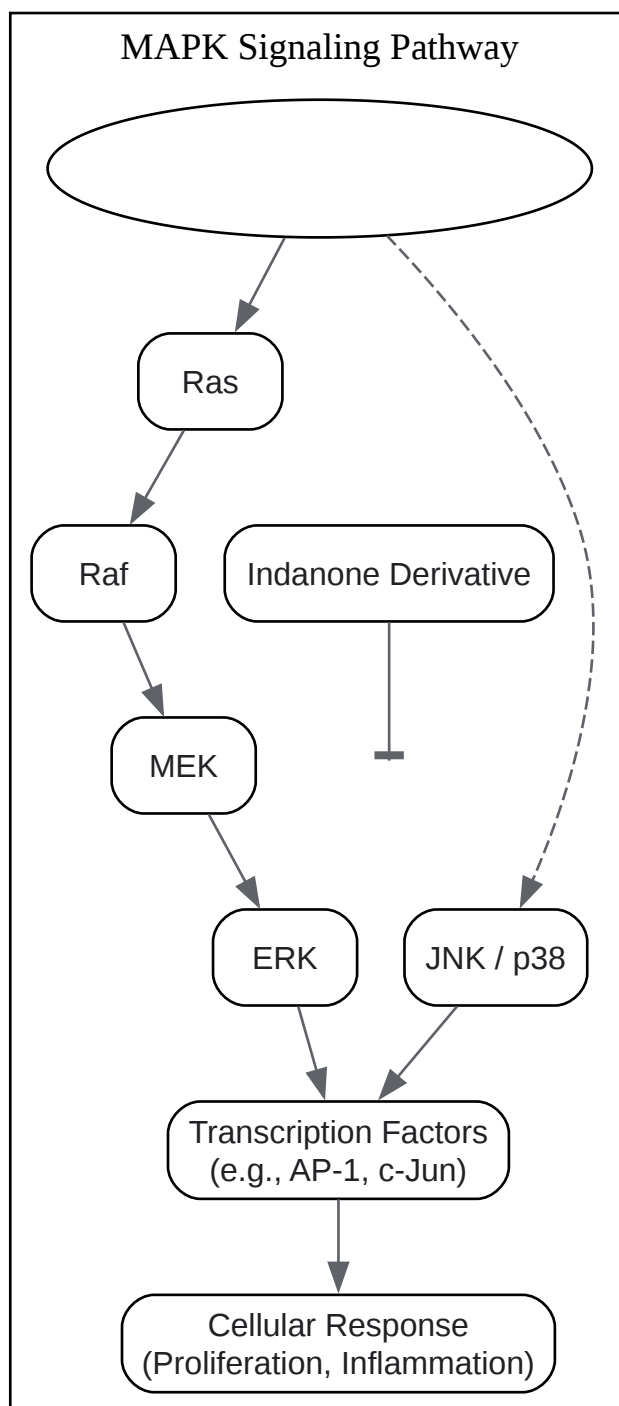 MAPK Signaling Pathway
Ras
Raf
Indanone Derivative
MEK
ERK
JNK / p38
Transcription Factors
(e.g., AP-1, c-Jun)
Cellular Response
(Proliferation, Inflammation)